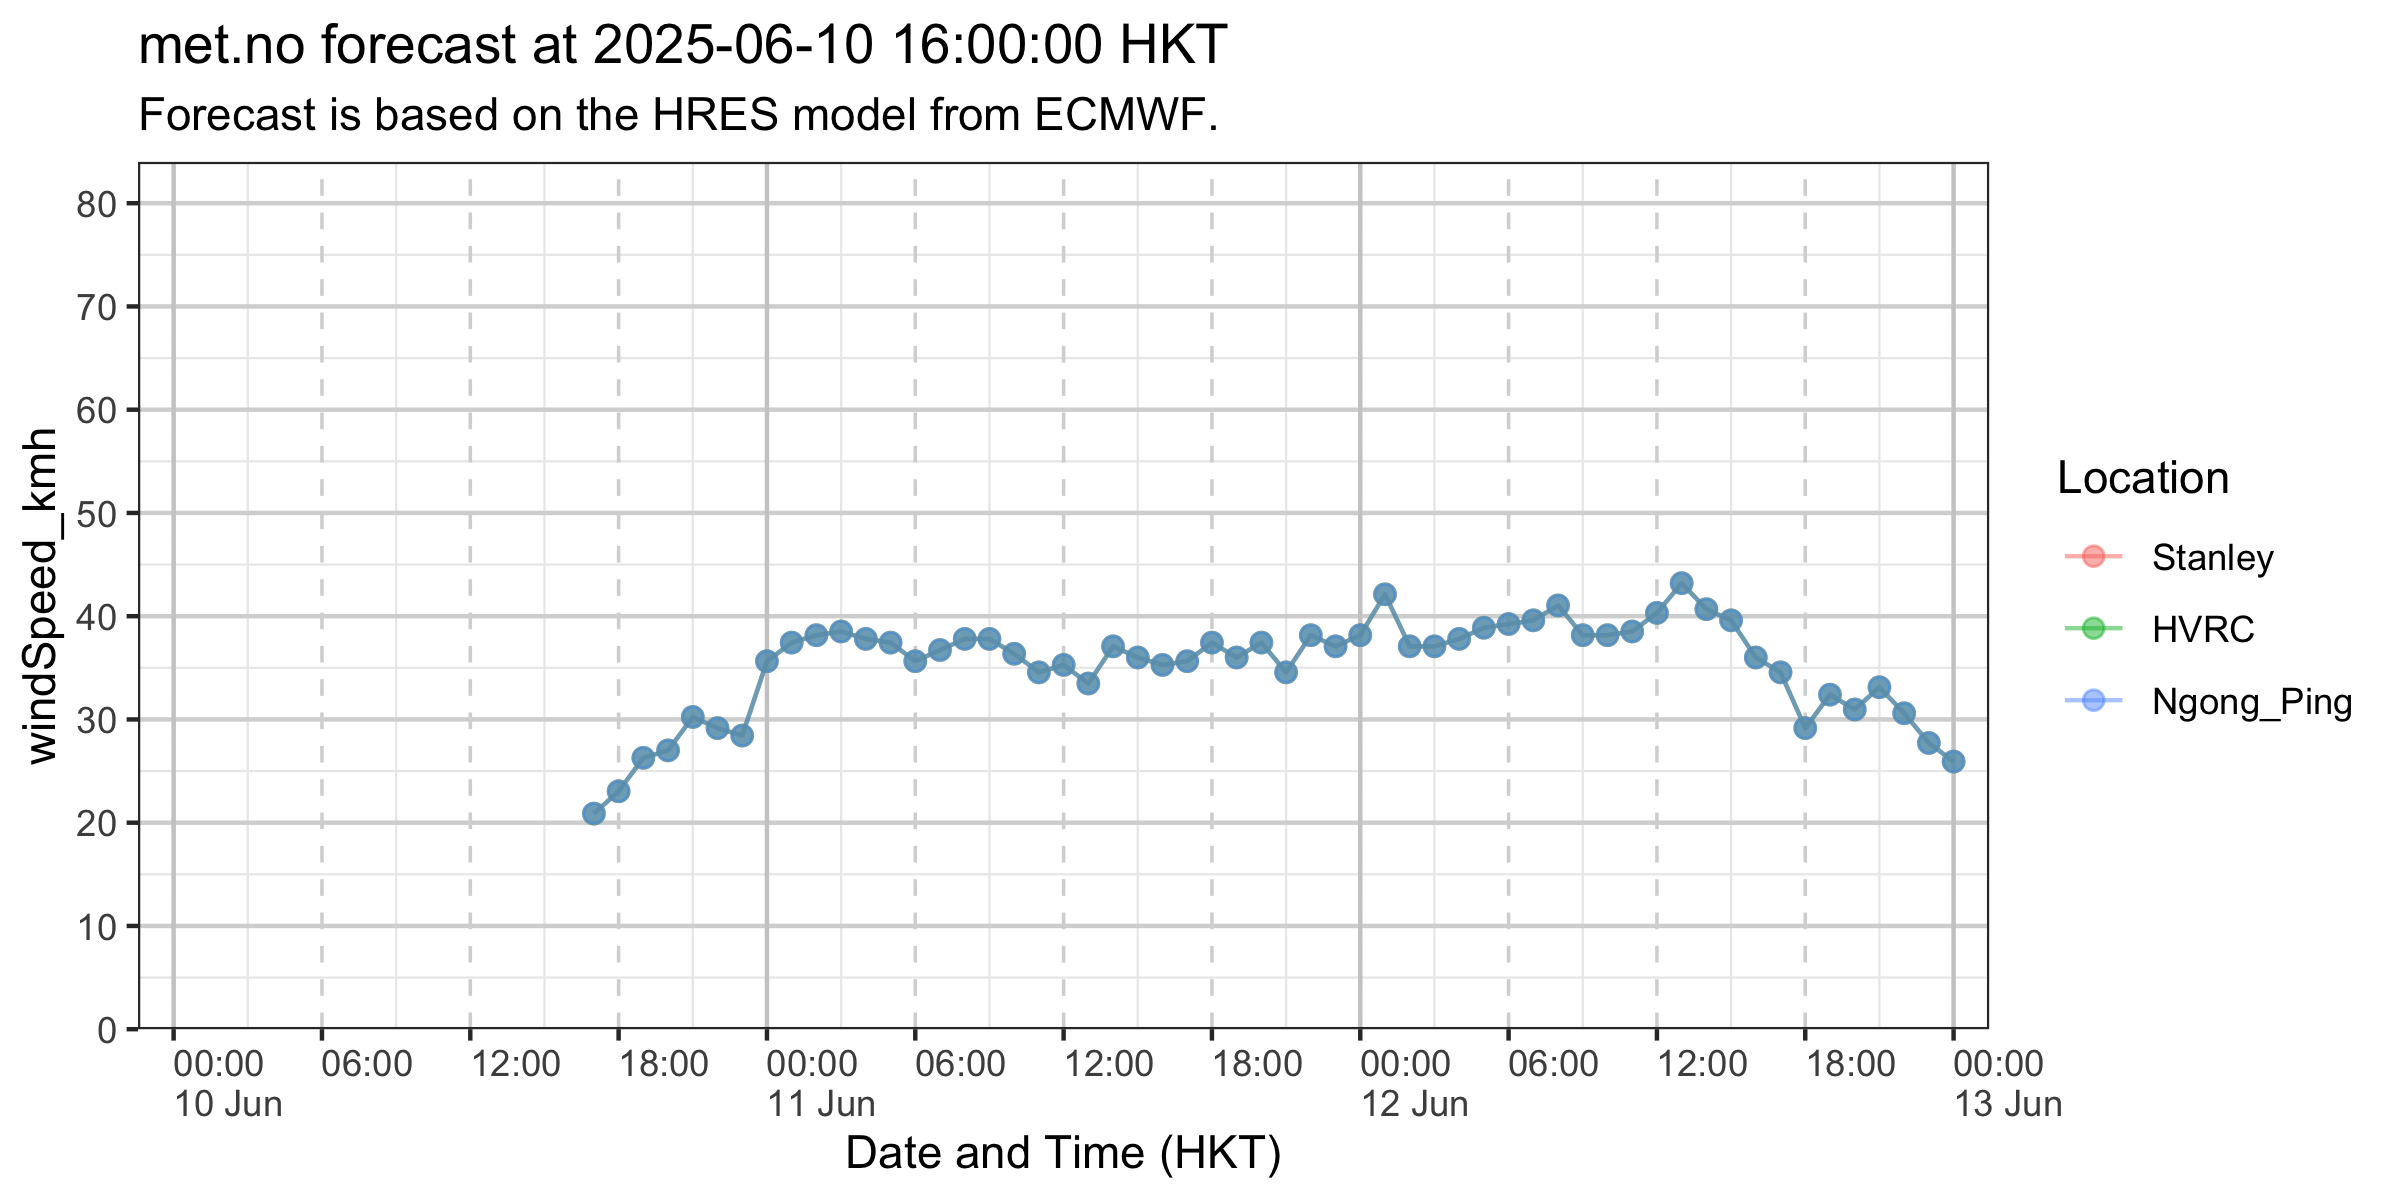 met.no forecast at 2025-06-10 16:00:00 HKT
Forecast is based on the HRES model from ECMWF.
windSpeed_kmh
80
70
60
50
40
30
20
10
0
00:00 06:00 12:00 18:00 00:00 06:00 12:00 18:00 00:00 06:00 12:00 18:00 00:00
10 Jun 11 Jun 12 Jun 13 Jun
Date and Time (HKT)
Location
Stanley
HVRC
Ngong_Ping